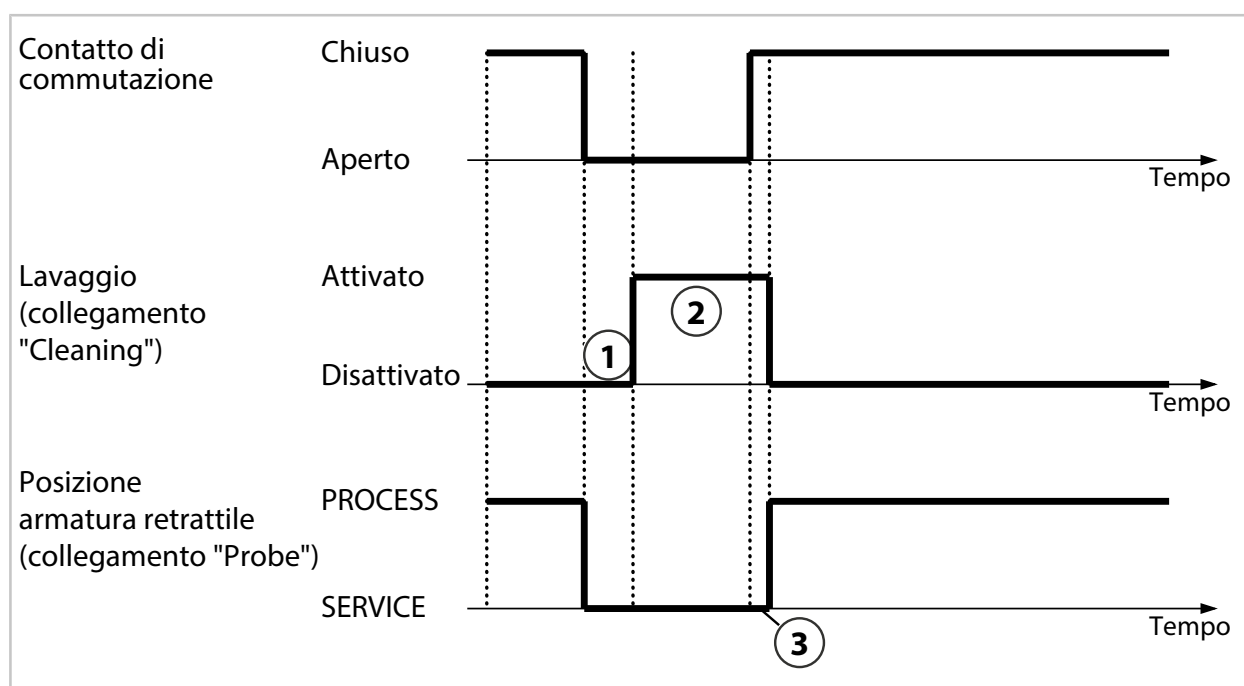 Contatto di
commutazione
Chiuso
Aperto
Tempo
Lavaggio
(collegamento
"Cleaning")
Attivato
Disattivato
1
2
Tempo
Posizione
armatura retrattile
(collegamento "Probe")
PROCESS
SERVICE
3
Tempo